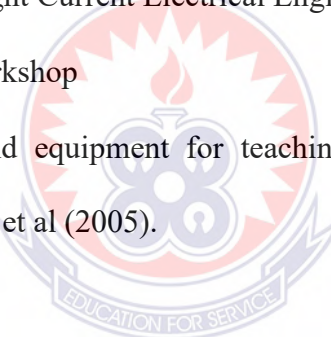 ght Current Electrical Eng
rkshop
d equipment for teachin
et al (2005).
EDUCATION FOR SERVICE